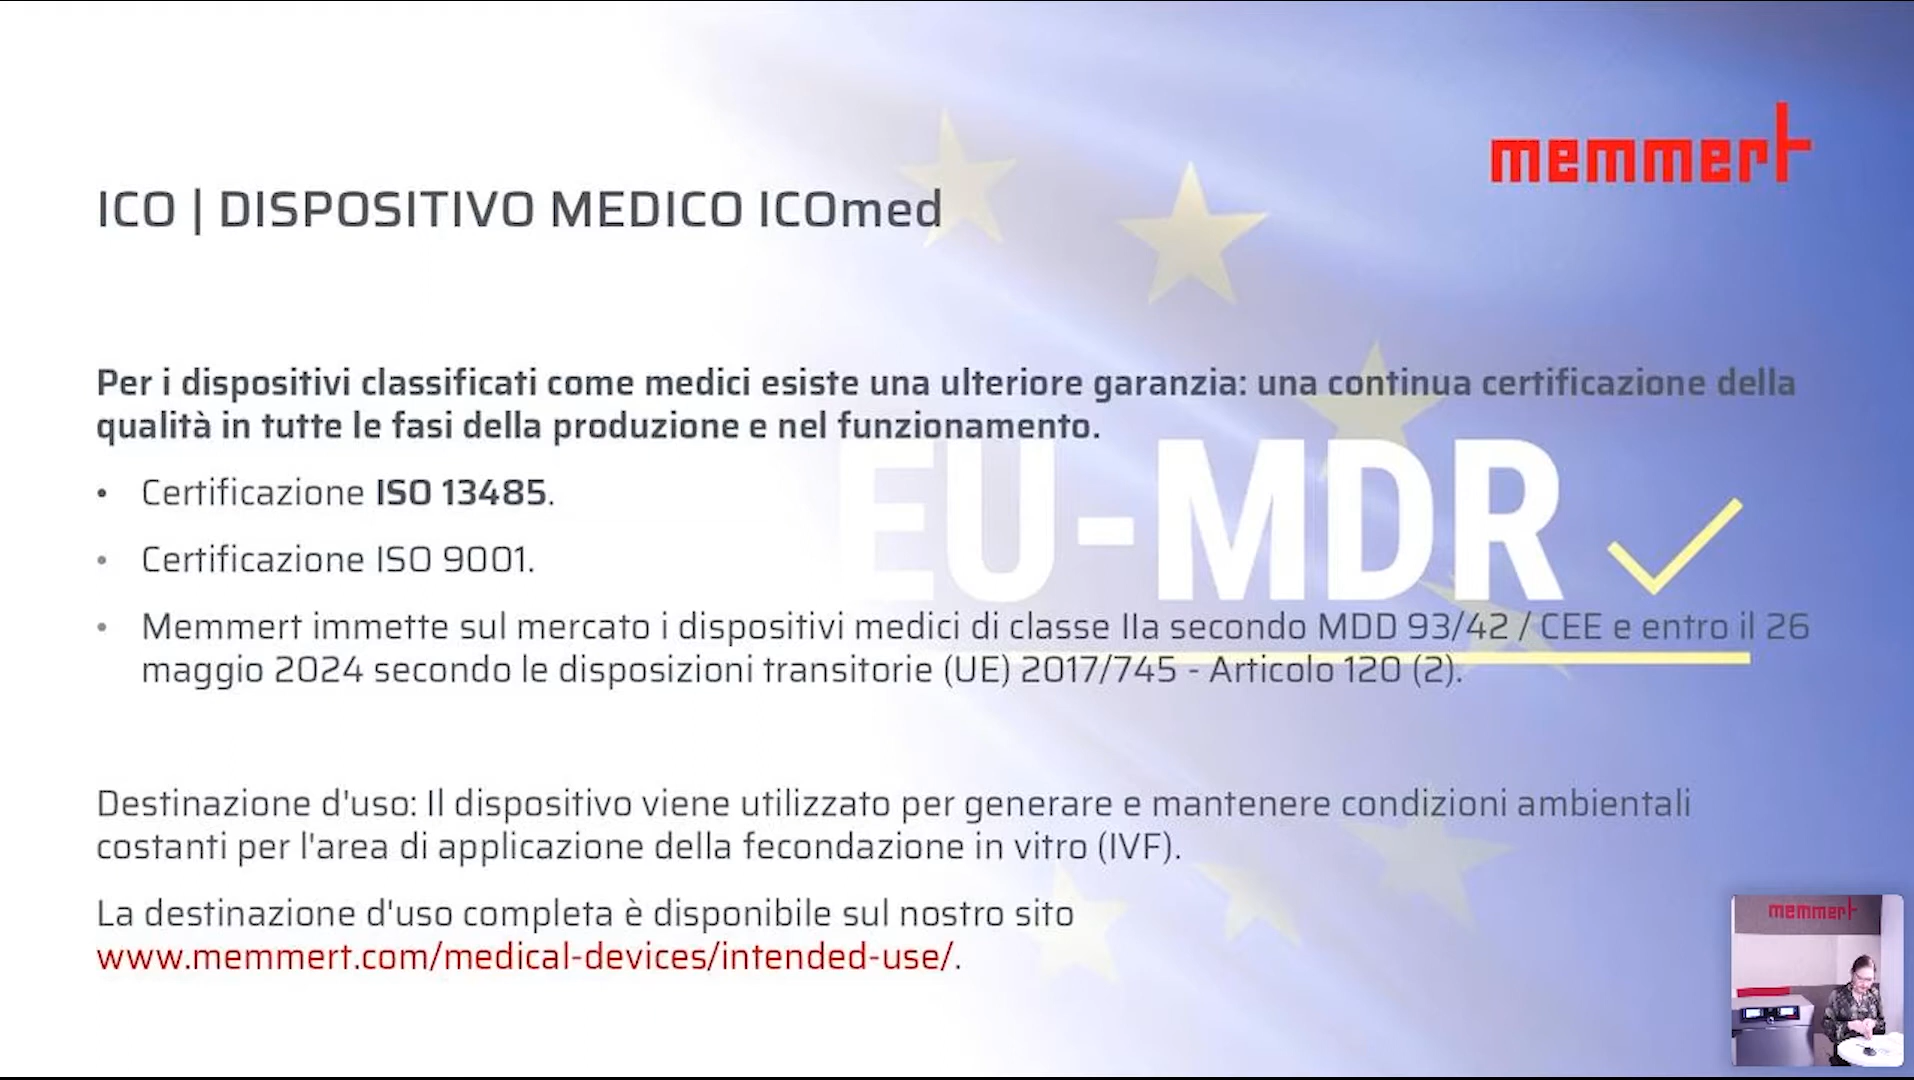 memmert
ICO | DISPOSITIVO MEDICO ICOmed
Per i dispositivi classificati come medici esiste una ulteriore garanzia: una continua certificazione della
qualità in tutte le fasi della produzione e nel funzionamento.
• Certificazione ISO 13485.
• Certificazione ISO 9001.
EU-MDR
• Memmert immette sul mercato i dispositivi medici di classe IIa secondo MDD 93/42 / CEE e entro il 26
maggio 2024 secondo le disposizioni transitorie (UE) 2017/745 - Articolo 120 (2).
Destinazione d'uso: Il dispositivo viene utilizzato per generare e mantenere condizioni ambientali
costanti per l'area di applicazione della fecondazione in vitro (IVF).
La destinazione d'uso completa è disponibile sul nostro sito
www.memmert.com/medical-devices/intended-use/.
memmert